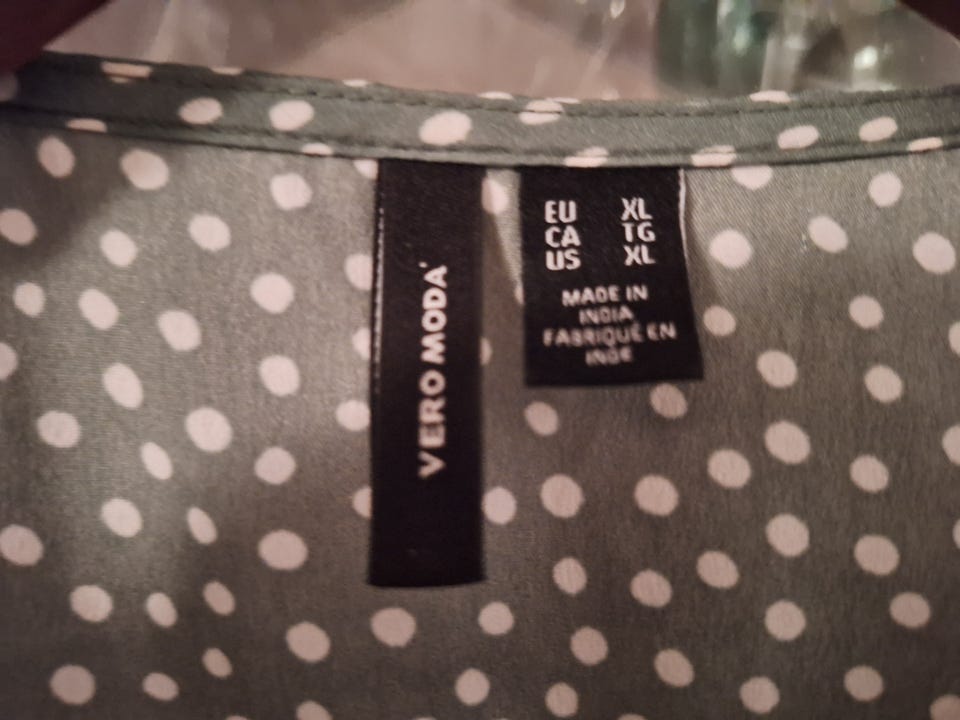 VERO MODA
EU XL
CA TG
US XL
MADE IN
INDIA
FABRIQUÉ EN
INDE